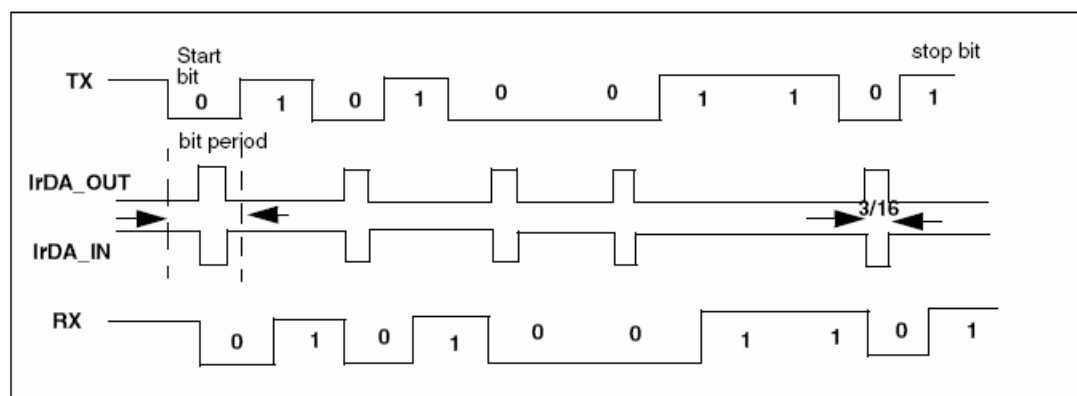 Start
bit
stop bit
TX
0 1 0 1 0 0 1 1 0 1
bit period
IrDA_OUT
3/16
IrDA_IN
RX
0 1 0 1 0 0 1 1 0 1